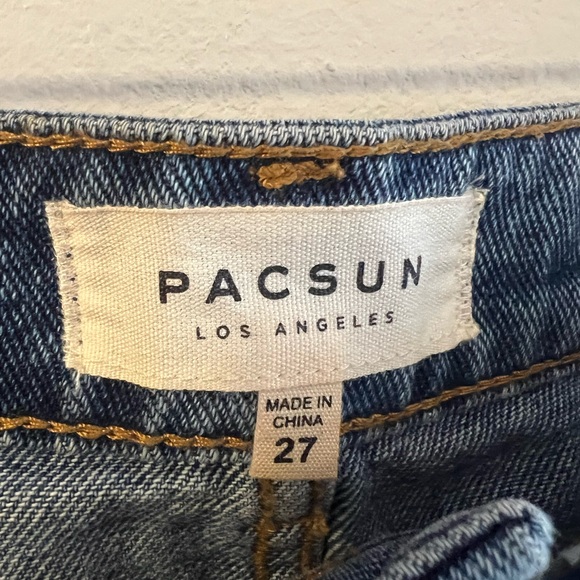 PACSUN
LOS ANGELES
MADE IN
CHINA
27